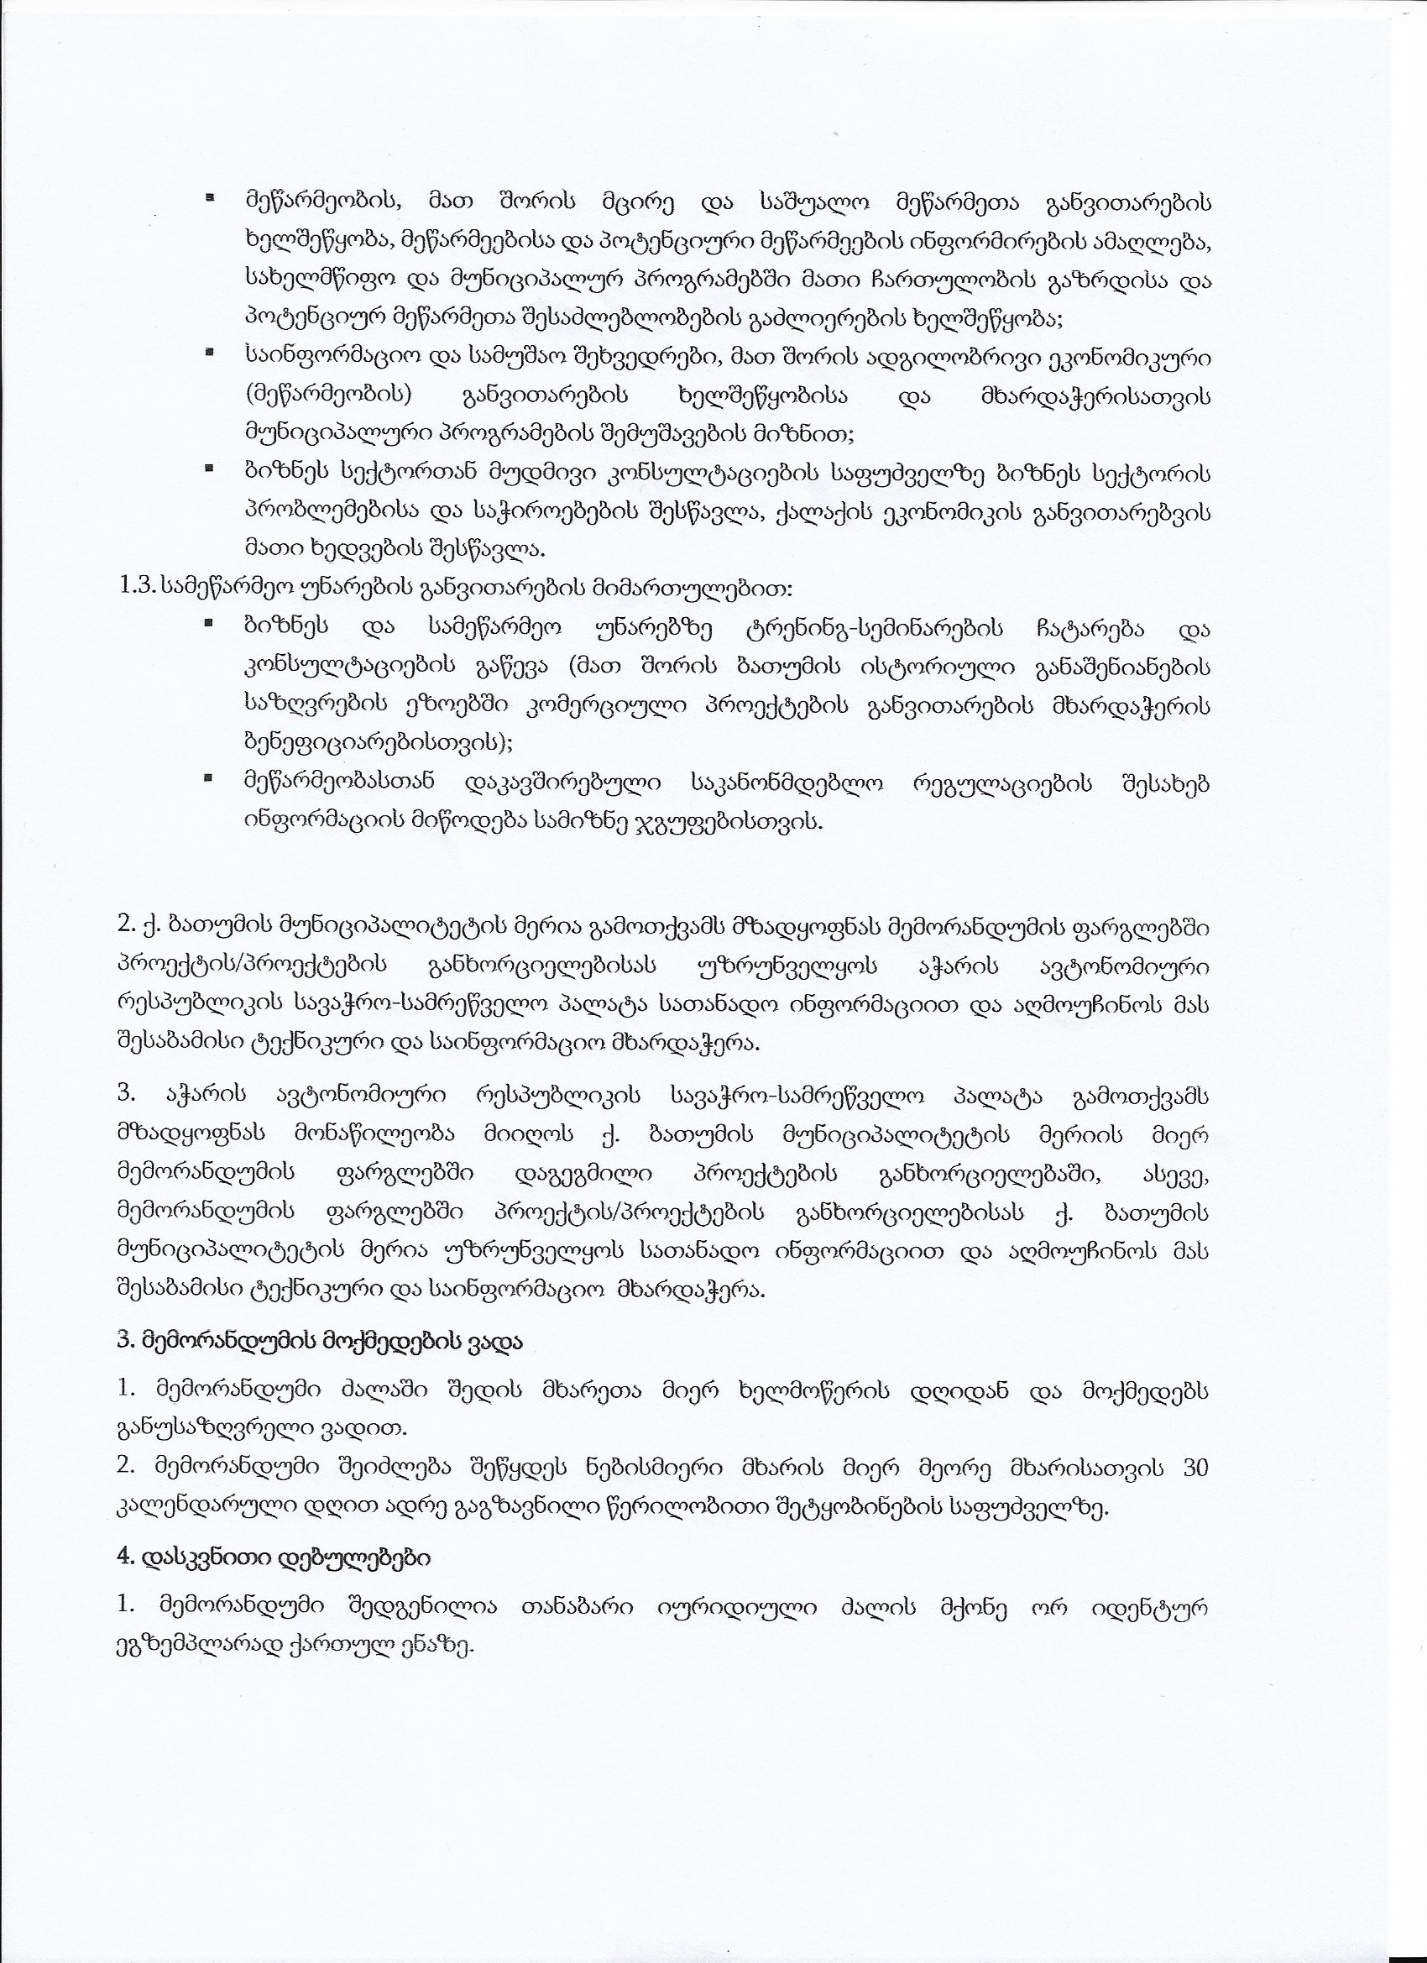 ▪ მეწარმეობის, მათ შორის მცირე და საშუალო მეწარმეთა განვითარების
ხელშეწყობა, მეწარმეებისა და პოტენციური მეწარმეების ინფორმირების ამაღლება,
სახელმწიფო და მუნიციპალურ პროგრამებში მათი ჩართულობის გაზრდისა და
პოტენციურ მეწარმეთა შესაძლებლობების გაძლიერების ხელშეწყობა;
▪ საინფორმაციო და სამუშაო შეხვედრები, მათ შორის ადგილობრივი ეკონომიკური
(მეწარმეობის) განვითარების ხელშეწყობისა და მხარდაჭერისათვის
მუნიციპალური პროგრამების შემუშავების მიზნით;
▪ ბიზნეს სექტორთან მუდმივი კონსულტაციების საფუძველზე ბიზნეს სექტორის
პრობლემებისა და საჭიროებების შესწავლა, ქალაქის ეკონომიკის განვითარებვის
მათი ხედვების შესწავლა.
1.3. სამეწარმეო უნარების განვითარების მიმართულებით:
▪ ბიზნეს და სამეწარმეო უნარებზე ტრენინგ-სემინარების ჩატარება და
კონსულტაციების გაწევა (მათ შორის ბათუმის ისტორიული განაშენიანების
საზღვრების ეზოებში კომერციული პროექტების განვითარების მხარდაჭერის
ბენეფიციარებისთვის);
▪ მეწარმეობასთან დაკავშირებული საკანონმდებლო რეგულაციების შესახებ
ინფორმაციის მიწოდება სამიზნე ჯგუფებისთვის.
2. ქ. ბათუმის მუნიციპალიტეტის მერია გამოთქვამს მზადყოფნას მემორანდუმის ფარგლებში
პროექტის/პროექტების განხორციელებისას უზრუნველყოს აჭარის ავტონომიური
რესპუბლიკის სავაჭრო-სამრეწველო პალატა სათანადო ინფორმაციით და აღმოუჩინოს მას
შესაბამისი ტექნიკური და საინფორმაციო მხარდაჭერა.
3. აჭარის ავტონომიური რესპუბლიკის სავაჭრო-სამრეწველო პალატა გამოთქვამს
მზადყოფნას მონაწილეობა მიიღოს ქ. ბათუმის მუნიციპალიტეტის მერიის მიერ
მემორანდუმის ფარგლებში დაგეგმილი პროექტების განხორციელებაში, ასევე,
მემორანდუმის ფარგლებში პროექტის/პროექტების განხორციელებისას ქ. ბათუმის
მუნიციპალიტეტის მერია უზრუნველყოს სათანადო ინფორმაციით და აღმოუჩინოს მას
შესაბამისი ტექნიკური და საინფორმაციო მხარდაჭერა.
3. მემორანდუმის მოქმედების ვადა
1. მემორანდუმი ძალაში შედის მხარეთა მიერ ხელმოწერის დღიდან და მოქმედებს
განუსაზღვრელი ვადით.
2. მემორანდუმი შეიძლება შეწყდეს ნებისმიერი მხარის მიერ მეორე მხარისათვის 30
კალენდარული დღით ადრე გაგზავნილი წერილობითი შეტყობინების საფუძველზე.
4. დასკვნითი დებულებები
1. მემორანდუმი შედგენილია თანაბარი იურიდიული ძალის მქონე ორ იდენტურ
ეგზემპლარად ქართულ ენაზე.